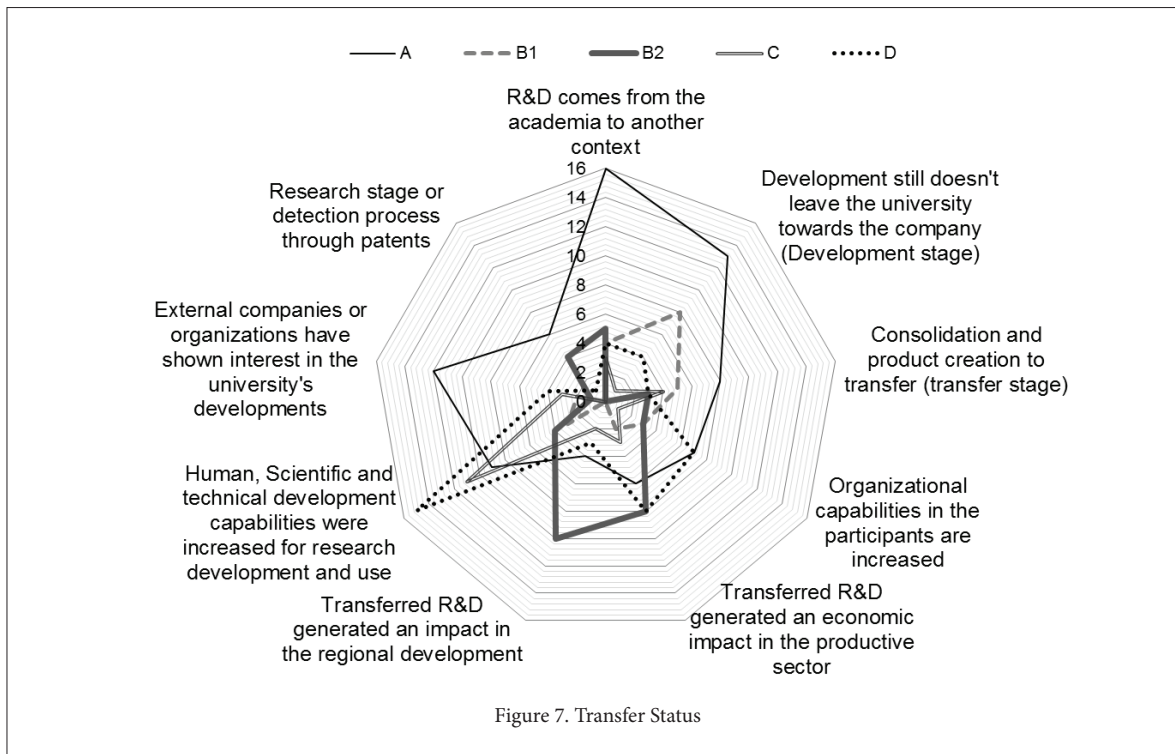 A B1 B2 C D
R&D comes from the
academia to another
context
Development still doesn't
leave the university
towards the company
(Development stage)
Consolidation and
product creation to
transfer (transfer stage)
Organizational
capabilities in the
participants are
increased
Transferred R&D
generated an economic
impact in the productive
sector
Transferred R&D
generated an impact in
the regional development
Human, Scientific and
technical development
capabilities were
increased for research
development and use
External companies or
organizations have
shown interest in the
university's
developments
Research stage or
detection process
through patents
16
14
12
10
8
6
4
2
0
Figure 7. Transfer Status